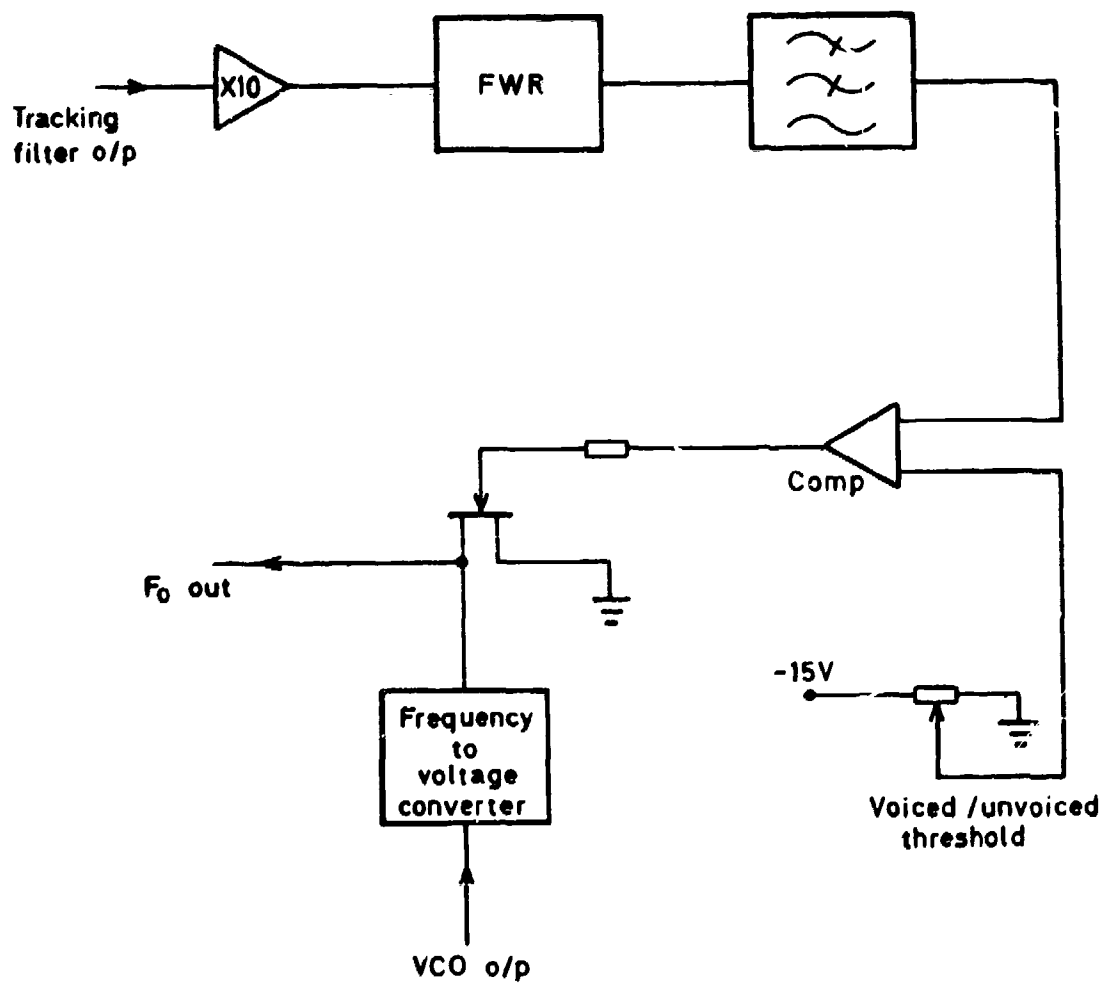 X10
FWR
Tracking
filter o/p
Comp
F₀ out
-15V
Frequency
to
voltage
converter
Voiced/unvoiced
threshold
VCO o/p